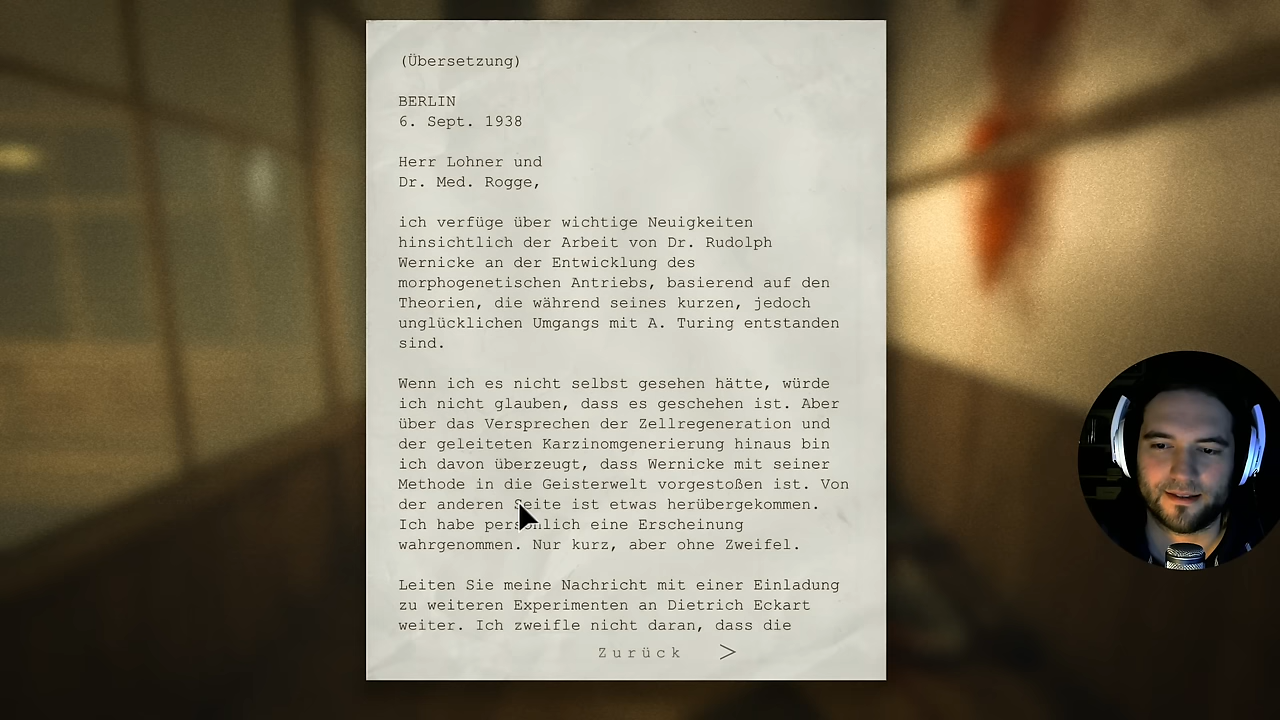 (Übersetzung)
BERLIN
6. Sept. 1938
Herr Lohner und
Dr. Med. Rogge,
ich verfüge über wichtige Neuigkeiten
hinsichtlich der Arbeit von Dr. Rudolph
Wernicke an der Entwicklung des
morphogenetischen Antriebs, basierend auf den
Theorien, die während seines kurzen, jedoch
unglücklichen Umgangs mit A. Turing entstanden
sind.
Wenn ich es nicht selbst gesehen hätte, würde
ich nicht glauben, dass es geschehen ist. Aber
über das Versprechen der Zellregeneration und
der geleiteten Karzinomgenerierung hinaus bin
ich davon überzeugt, dass Wernicke mit seiner
Methode in die Geisterwelt vorgestoßen ist. Von
der anderen Seite ist etwas herübergekommen.
Ich habe persönlich eine Erscheinung
wahrgenommen. Nur kurz, aber ohne Zweifel.
Leiten Sie meine Nachricht mit einer Einladung
zu weiteren Experimenten an Dietrich Eckart
weiter. Ich zweifle nicht daran, dass die
Zurück >